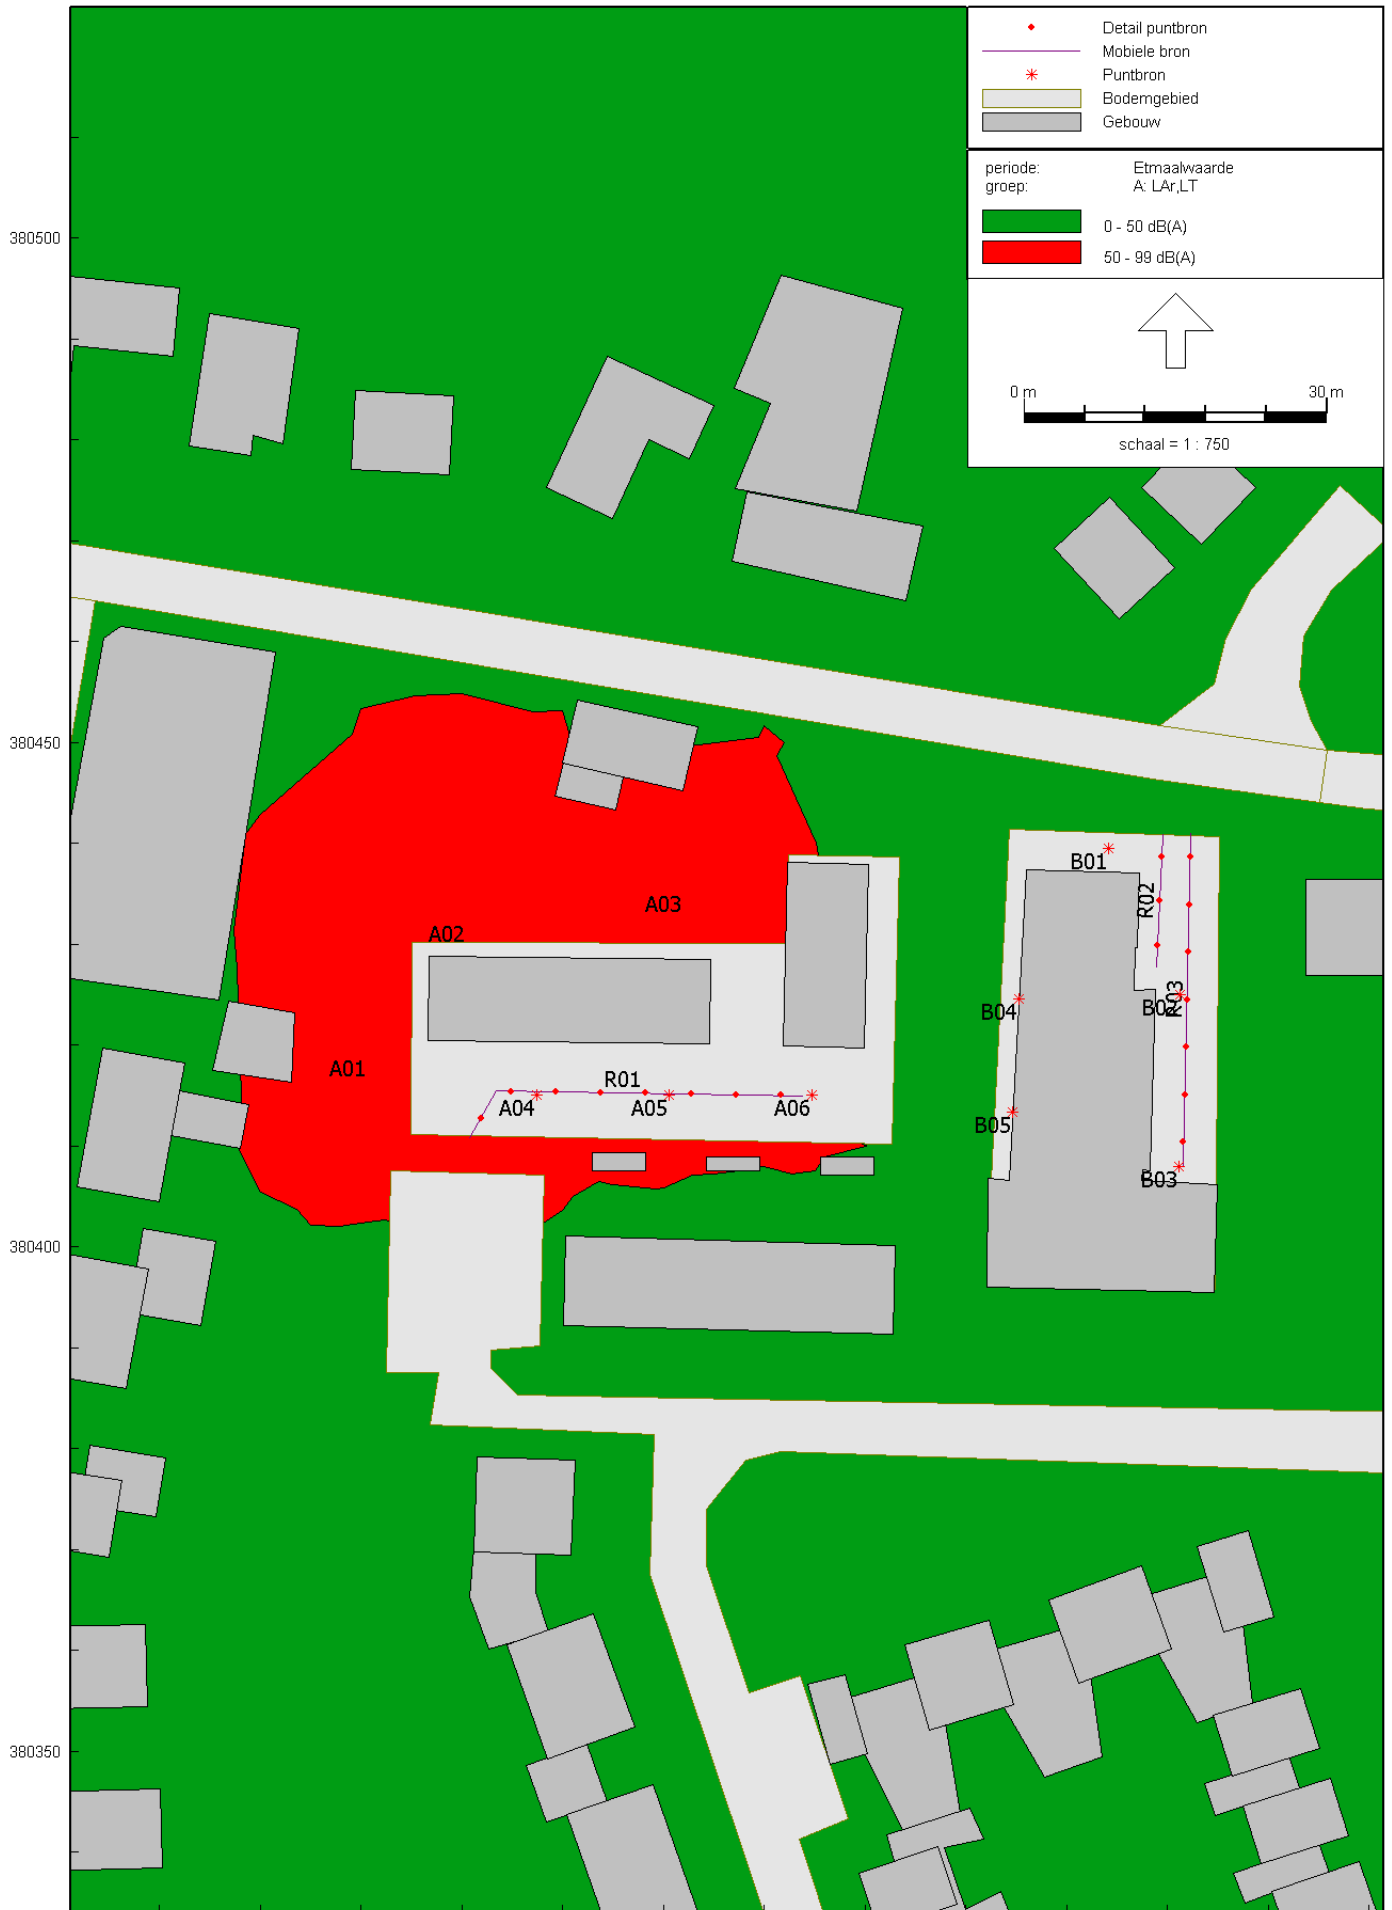 Detail puntbron
Mobiele bron
Puntbron
Bodemgebied
Gebouw
periode: Etmaalwaarde
groep: A: LAr,LT
0 - 50 dB(A)
50 - 99 dB(A)
380500
0 m 30 m
schaal = 1 : 750
380450
B01
R02
A03
A02
R03
B02
B04
A01
R01
A04 A05 A06
B05
B03
380400
380350